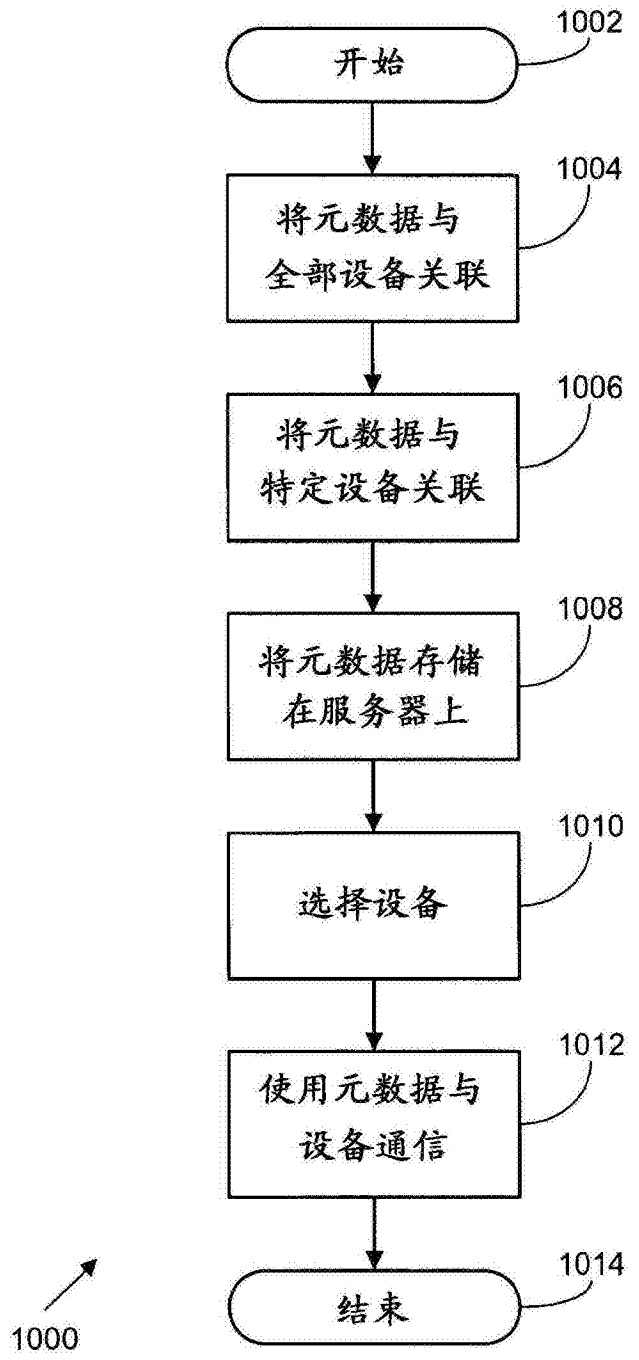 1002
开始
1004
将元数据与
全部设备关联
1006
将元数据与
特定设备关联
1008
将元数据存储
在服务器上
1010
选择设备
1012
使用元数据与
设备通信
1014
结束
1000